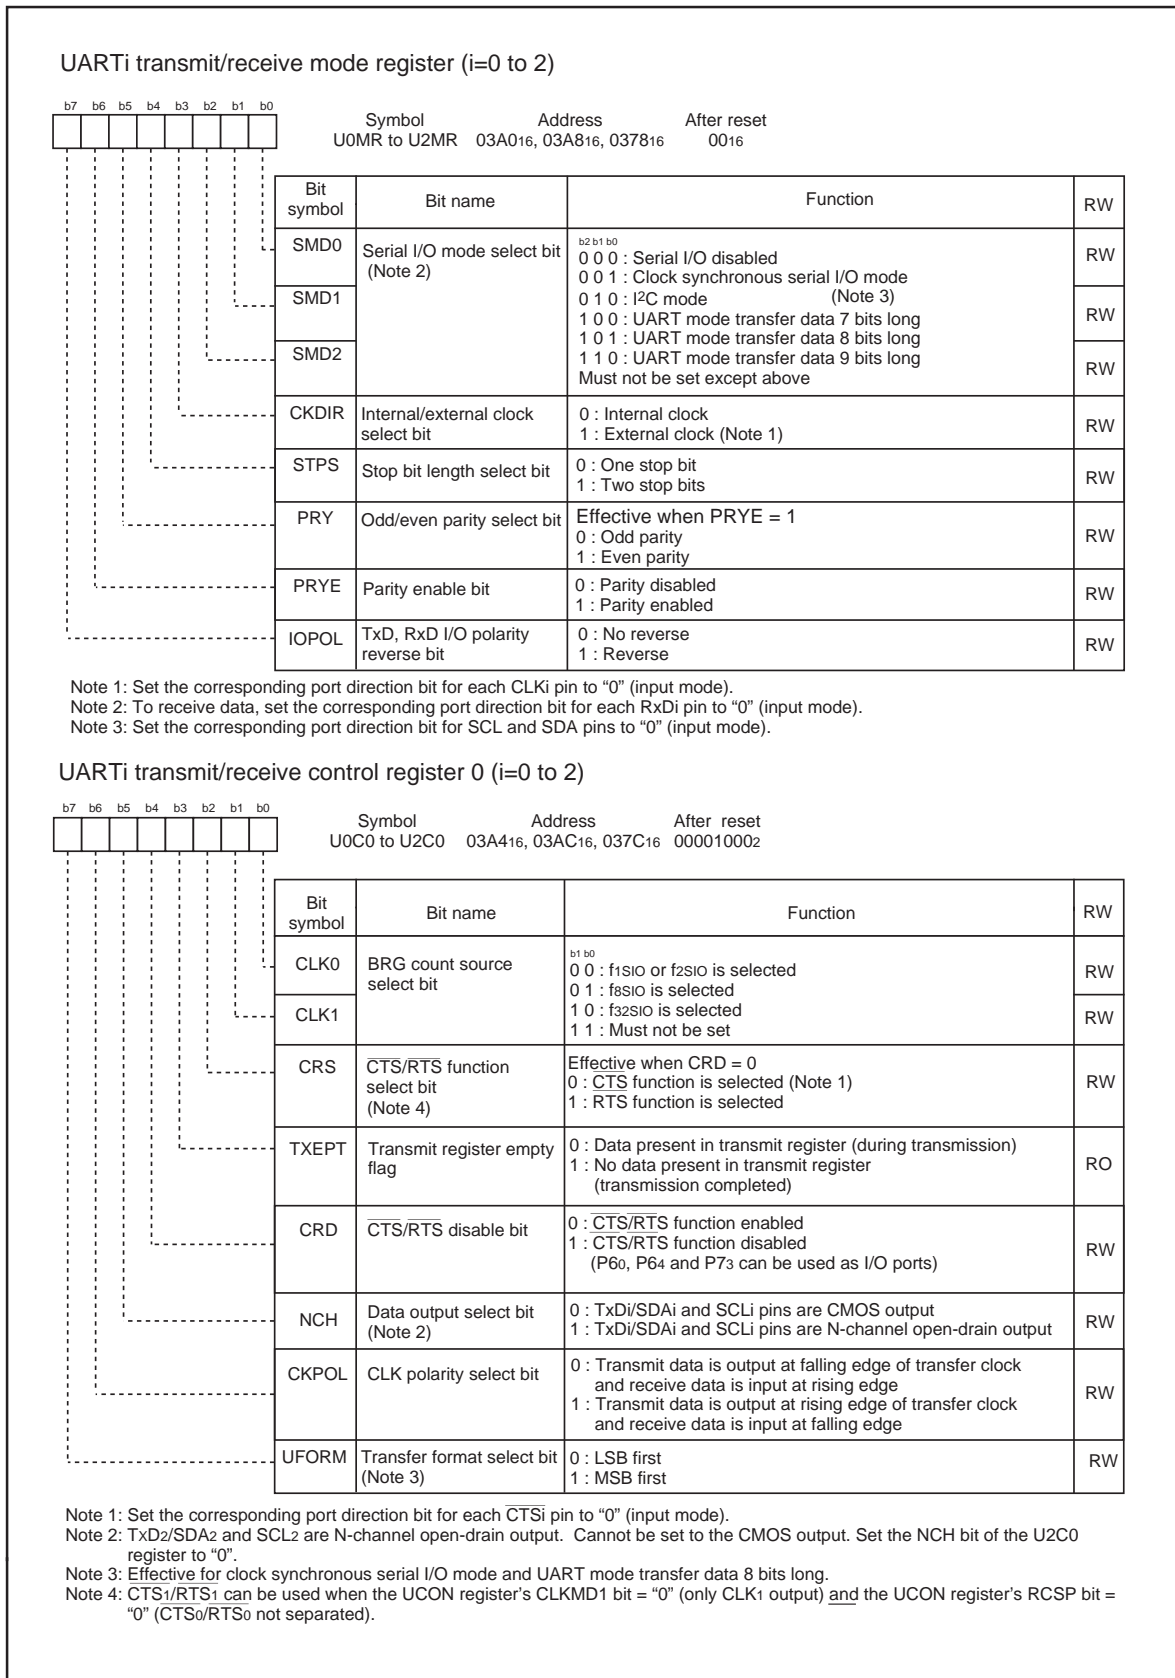 UARTi transmit/receive mode register (i=0 to 2)
b7 b6 b5 b4 b3 b2 b1 b0
Symbol Address After reset
U0MR to U2MR 03A016, 03A816, 037816 0016
Bit symbol Bit name Function RW
SMD0 Serial I/O mode select bit (Note 2) RW
b2 b1 b0
0 0 0 : Serial I/O disabled
0 0 1 : Clock synchronous serial I/O mode
SMD1 RW
0 1 0 : I2C mode (Note 3)
1 0 0 : UART mode transfer data 7 bits long
1 0 1 : UART mode transfer data 8 bits long
SMD2 RW
1 1 0 : UART mode transfer data 9 bits long
Must not be set except above
CKDIR Internal/external clock select bit RW
0 : Internal clock
1 : External clock (Note 1)
STPS Stop bit length select bit RW
0 : One stop bit
1 : Two stop bits
PRY Odd/even parity select bit RW
Effective when PRYE = 1
0 : Odd parity
1 : Even parity
PRYE Parity enable bit RW
0 : Parity disabled
1 : Parity enabled
IOPOL TxD, RxD I/O polarity reverse bit RW
0 : No reverse
1 : Reverse
Note 1: Set the corresponding port direction bit for each CLKi pin to “0” (input mode).
Note 2: To receive data, set the corresponding port direction bit for each RxDi pin to “0” (input mode).
Note 3: Set the corresponding port direction bit for SCL and SDA pins to “0” (input mode).
UARTi transmit/receive control register 0 (i=0 to 2)
b7 b6 b5 b4 b3 b2 b1 b0
Symbol Address After reset
U0C0 to U2C0 03A416, 03AC16, 037C16 000010002
Bit symbol Bit name Function RW
CLK0 BRG count source select bit RW
b1 b0
0 0 : f1SIO or f2SIO is selected
0 1 : f8SIO is selected
CLK1 RW
1 0 : f32SIO is selected
1 1 : Must not be set
CRS CTS/RTS function select bit (Note 4) RW
Effective when CRD = 0
0 : CTS function is selected (Note 1)
1 : RTS function is selected
TXEPT Transmit register empty flag RO
0 : Data present in transmit register (during transmission)
1 : No data present in transmit register
(transmission completed)
CRD CTS/RTS disable bit RW
0 : CTS/RTS function enabled
1 : CTS/RTS function disabled
(P60, P64 and P73 can be used as I/O ports)
NCH Data output select bit (Note 2) RW
0 : TxDi/SDAi and SCLi pins are CMOS output
1 : TxDi/SDAi and SCLi pins are N-channel open-drain output
CKPOL CLK polarity select bit RW
0 : Transmit data is output at falling edge of transfer clock
and receive data is input at rising edge
1 : Transmit data is output at rising edge of transfer clock
and receive data is input at falling edge
UFORM Transfer format select bit (Note 3) RW
0 : LSB first
1 : MSB first
Note 1: Set the corresponding port direction bit for each CTSi pin to “0” (input mode).
Note 2: TxD2/SDA2 and SCL2 are N-channel open-drain output. Cannot be set to the CMOS output. Set the NCH bit of the U2C0
register to “0”.
Note 3: Effective for clock synchronous serial I/O mode and UART mode transfer data 8 bits long.
Note 4: CTS1/RTS1 can be used when the UCON register’s CLKMD1 bit = “0” (only CLK1 output) and the UCON register’s RCSP bit =
“0” (CTS0/RTS0 not separated).